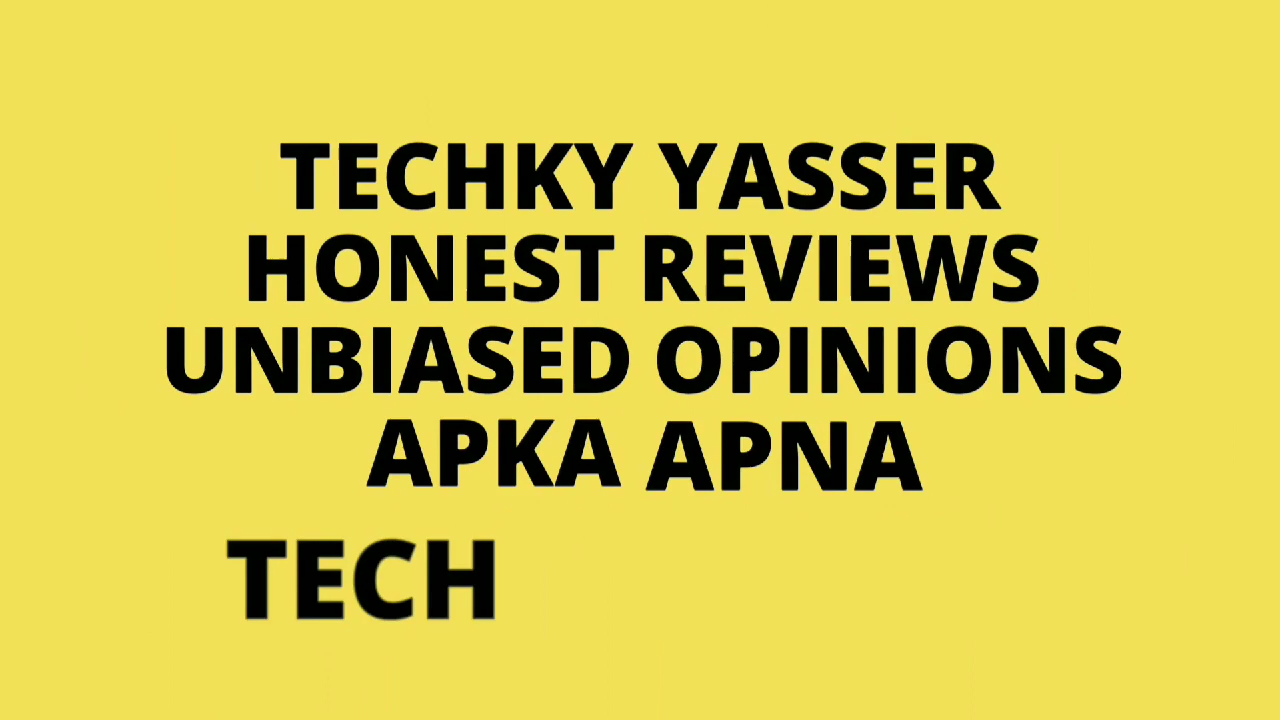 TECHKY YASSER
HONEST REVIEWS
UNBIASED OPINIONS
APKA APNA
TECH